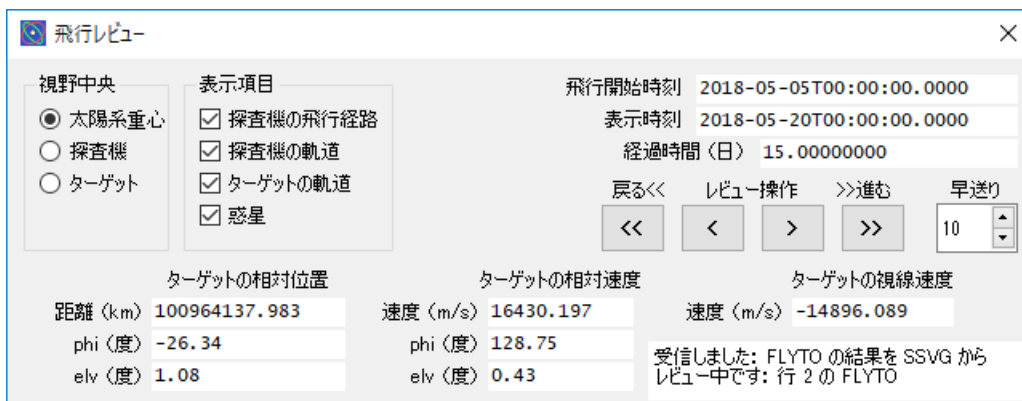 飛行レビュー
視野中央
太陽系重心
探査機
ターゲット
表示項目
探査機の飛行経路
探査機の軌道
ターゲットの軌道
惑星
飛行開始時刻 2018-05-05T00:00:00.0000
表示時刻 2018-05-20T00:00:00.0000
経過時間（日） 15.00000000
戻る<< レビュー操作 >>進む 早送り
<< < > >> 10
ターゲットの相対位置
距離（km） 100964137.983
phi（度） -26.34
elv（度） 1.08
ターゲットの相対速度
速度（m/s） 16430.197
phi（度） 128.75
elv（度） 0.43
ターゲットの視線速度
速度（m/s） -14896.089
受信しました: FLYTO の結果を SSVG から
レビュー中です: 行 2 の FLYTO